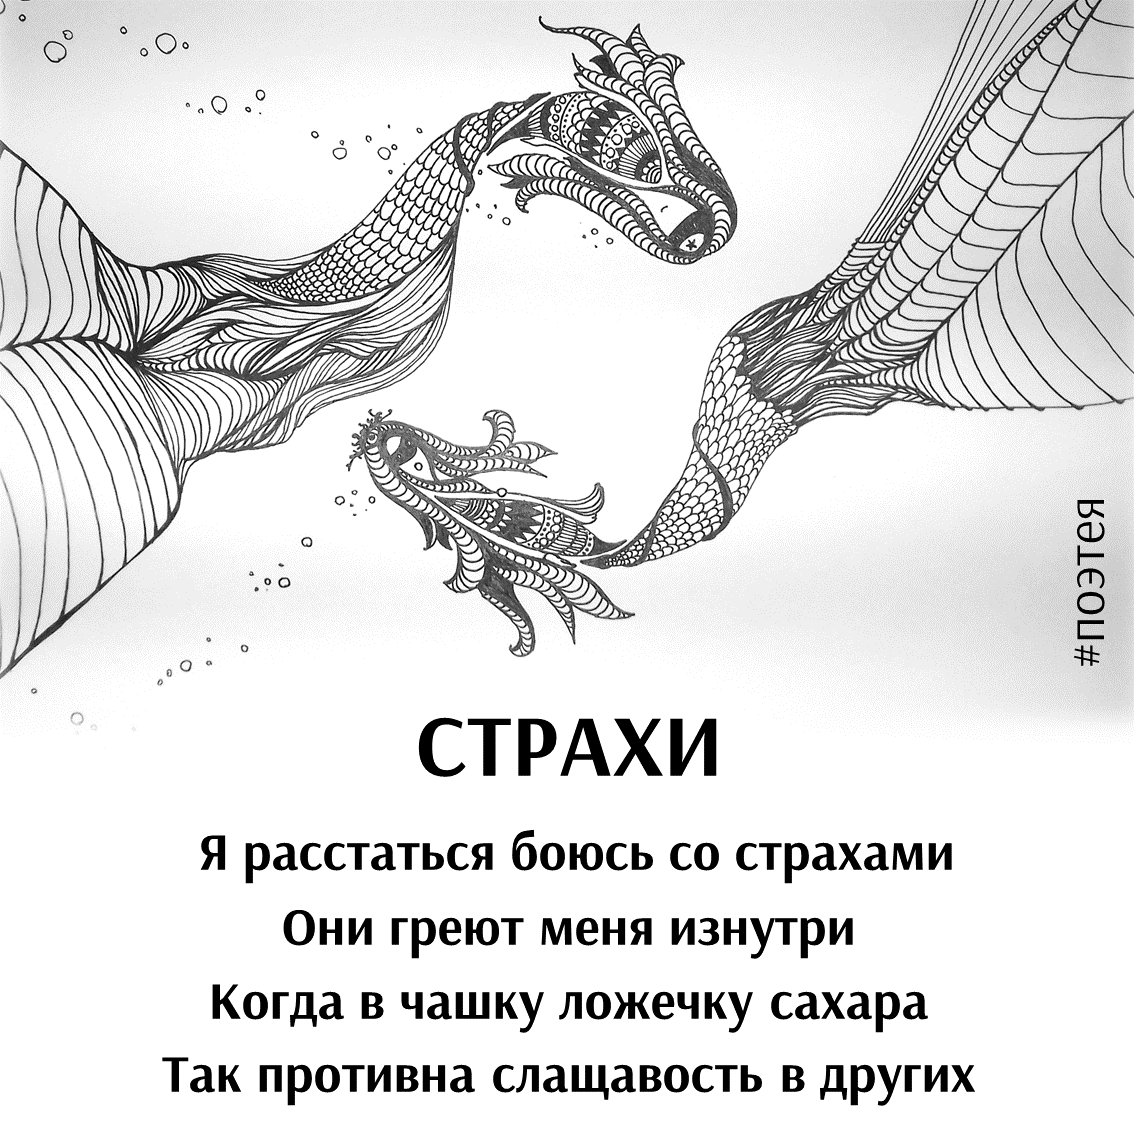 #поэтея
СТРАХИ
Я расстаться боюсь со страхами
Они греют меня изнутри
Когда в чашку ложечку сахара
Так противна слащавость в других